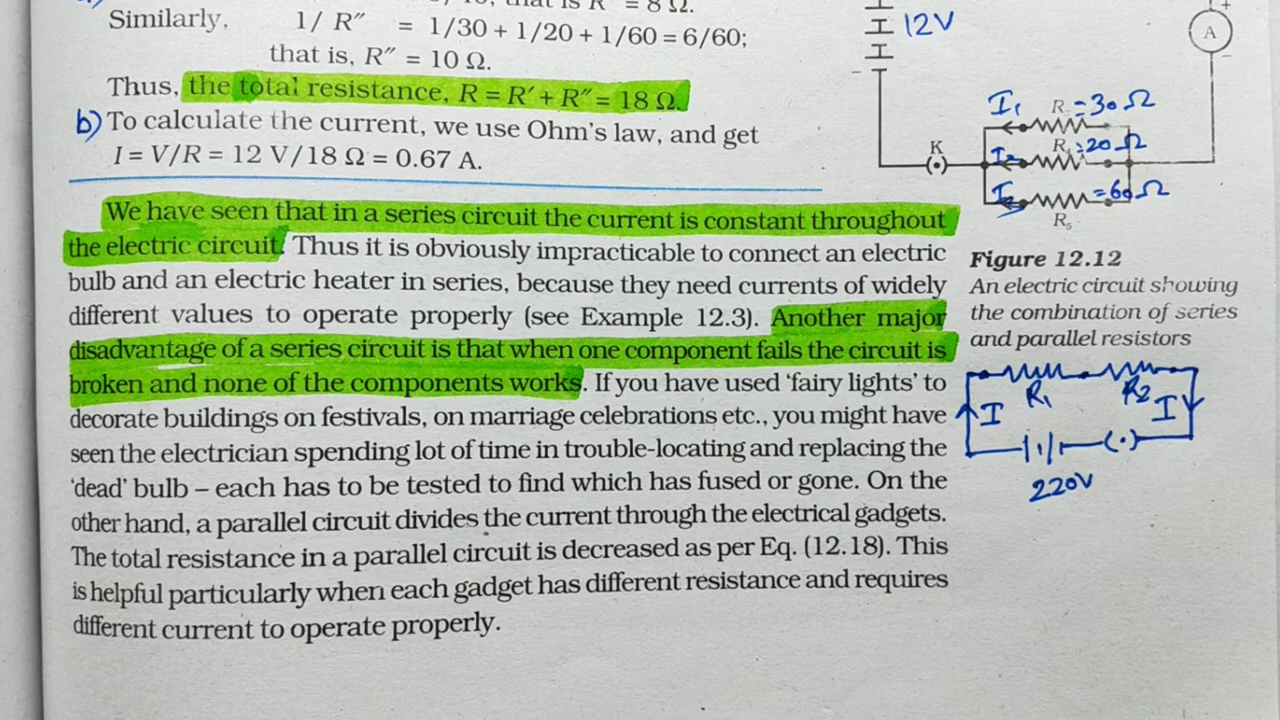 that is R = 8 Ω.
Similarly, 1/ R″ = 1/30 + 1/20 + 1/60 = 6/60;
that is, R″ = 10 Ω.
Thus, the total resistance, R = R′ + R″ = 18 Ω.
b) To calculate the current, we use Ohm's law, and get
I = V/R = 12 V/18 Ω = 0.67 A.
We have seen that in a series circuit the current is constant throughout
the electric circuit. Thus it is obviously impracticable to connect an electric
bulb and an electric heater in series, because they need currents of widely
different values to operate properly (see Example 12.3). Another major
disadvantage of a series circuit is that when one component fails the circuit is
broken and none of the components works. If you have used 'fairy lights' to
decorate buildings on festivals, on marriage celebrations etc., you might have
seen the electrician spending lot of time in trouble-locating and replacing the
'dead' bulb – each has to be tested to find which has fused or gone. On the
other hand, a parallel circuit divides the current through the electrical gadgets.
The total resistance in a parallel circuit is decreased as per Eq. (12.18). This
is helpful particularly when each gadget has different resistance and requires
different current to operate properly.
12V
+
A
-
-
K
I₁ R =30Ω
I₂ R :20Ω
I₃ =60Ω
R₅
Figure 12.12
An electric circuit showing
the combination of series
and parallel resistors
R₁ R₂
I I
220V